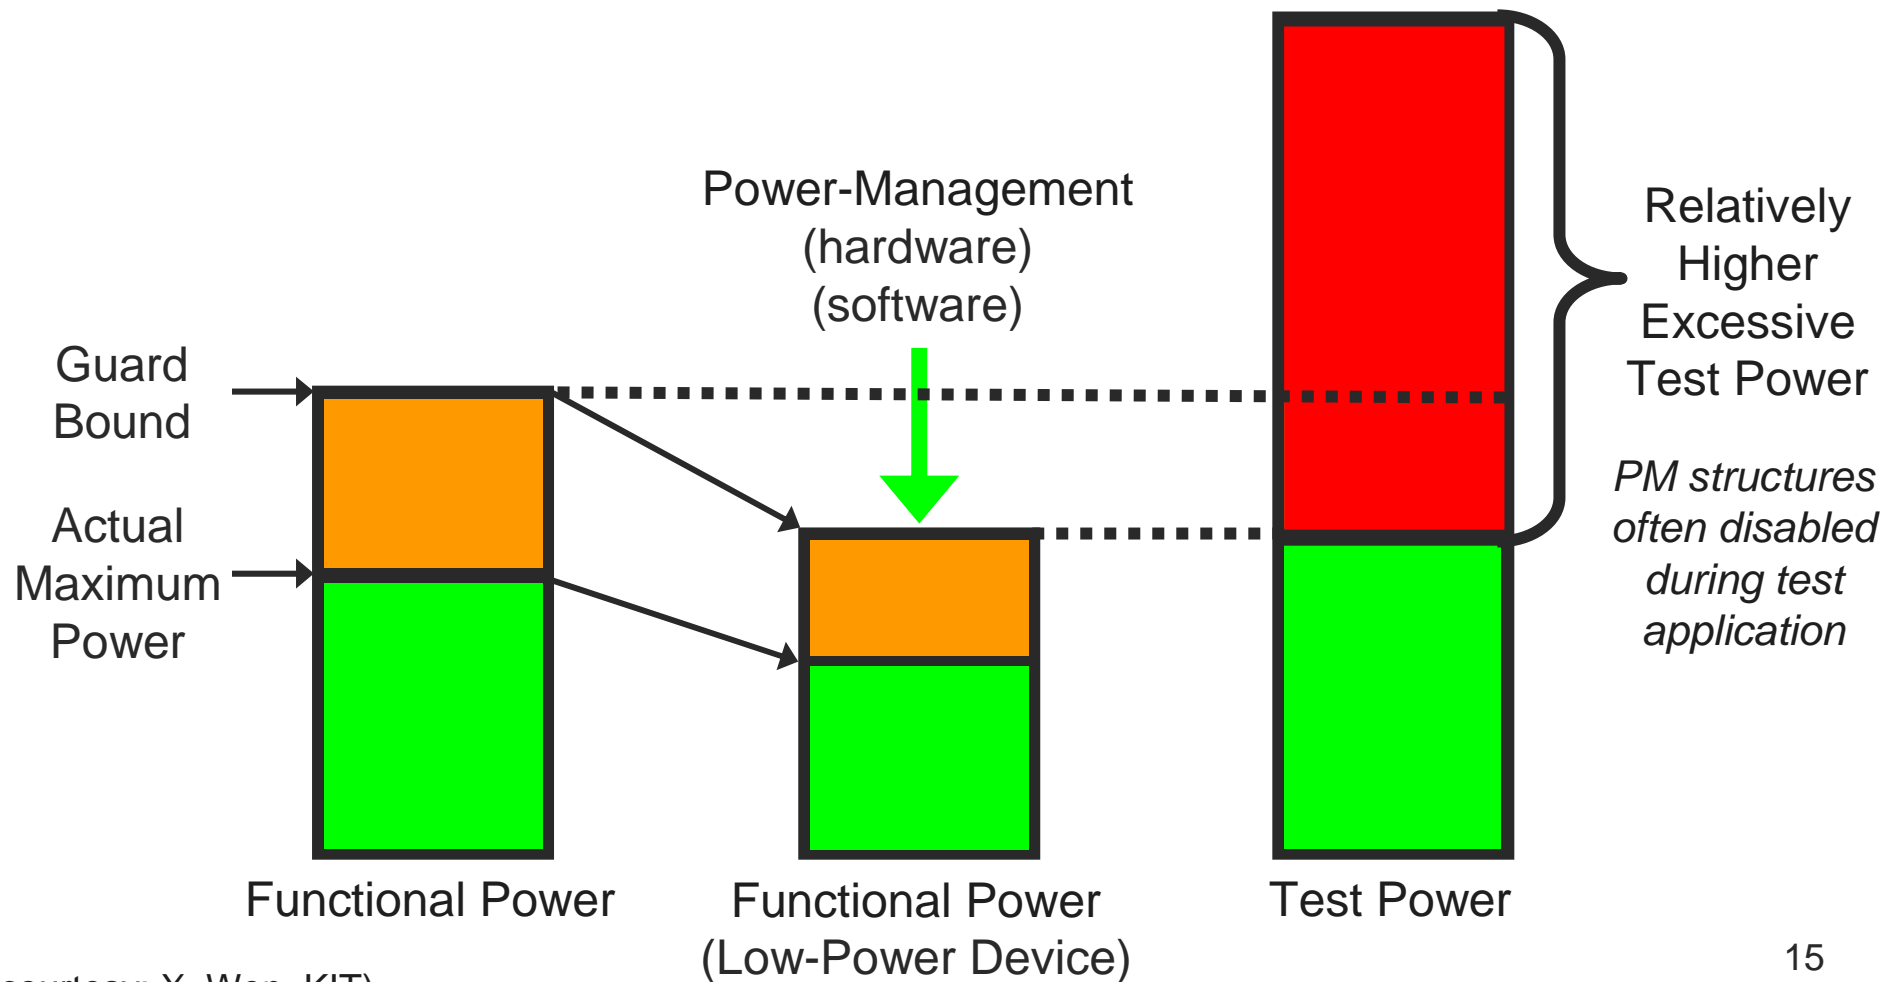 Power-Management
(hardware)
(software)
Guard
Bound
Actual
Maximum
Power
Relatively
Higher
Excessive
Test Power
PM structures
often disabled
during test
application
Functional Power
Functional Power
(Low-Power Device)
Test Power
15